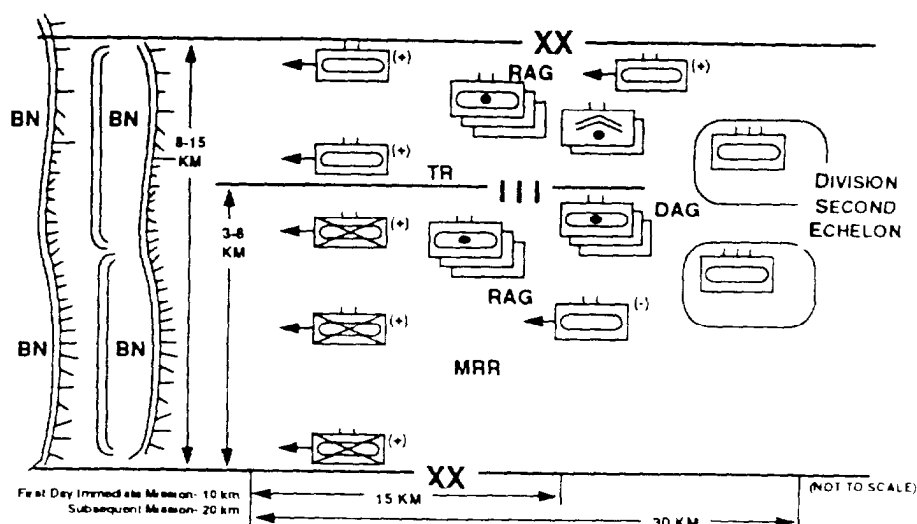 XX
RAG
(+)
(+)
BN
BN
8-15
KM
(+)
TR
III
DIVISION
SECOND
ECHELON
DAG
3-8
KM
(+)
RAG
(-)
BN
BN
(+)
MRR
(+)
XX
First Day Immediate Mission- 10 km
Subsequent Mission- 20 km
15 KM
(NOT TO SCALE)
30 KM